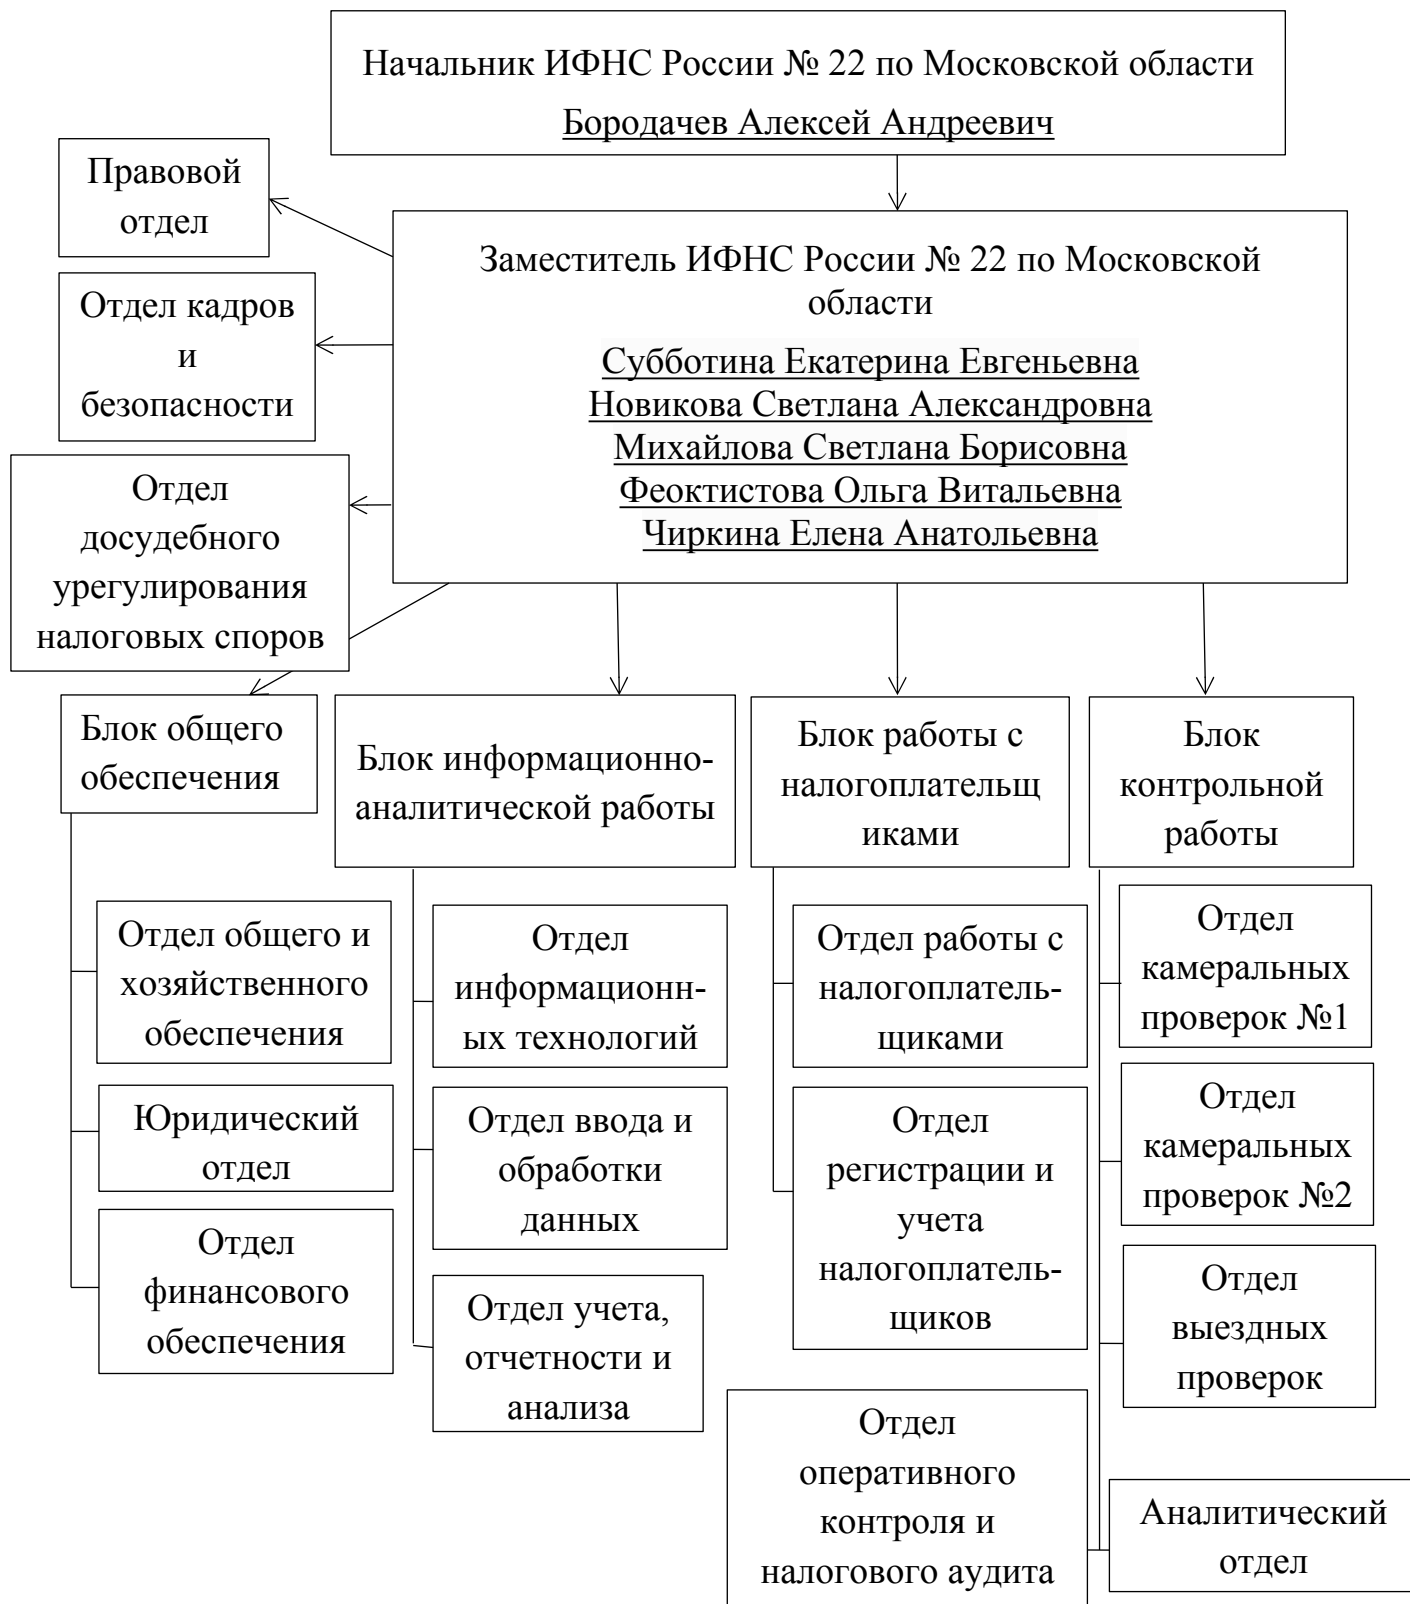 Начальник ИФНС России № 22 по Московской области
Бородачев Алексей Андреевич
Правовой
отдел
Заместитель ИФНС России № 22 по Московской
области
Субботина Екатерина Евгеньевна
Новикова Светлана Александровна
Михайлова Светлана Борисовна
Феоктистова Ольга Витальевна
Чиркина Елена Анатольевна
Отдел кадров
и
безопасности
Отдел
досудебного
урегулирования
налоговых споров
Блок общего
обеспечения
Блок информационно-
аналитической работы
Блок работы с
налогоплательщ
иками
Блок
контрольной
работы
Отдел общего и
хозяйственного
обеспечения
Юридический
отдел
Отдел
финансового
обеспечения
Отдел
информационн-
ых технологий
Отдел ввода и
обработки
данных
Отдел учета,
отчетности и
анализа
Отдел работы с
налогоплатель-
щиками
Отдел
регистрации и
учета
налогоплатель-
щиков
Отдел
камеральных
проверок №1
Отдел
камеральных
проверок №2
Отдел
выездных
проверок
Отдел
оперативного
контроля и
налогового аудита
Аналитический
отдел